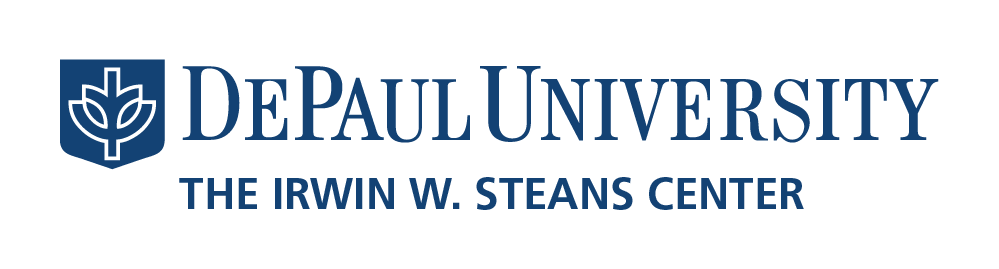 DEPAUL UNIVERSITY
THE IRWIN W. STEANS CENTER